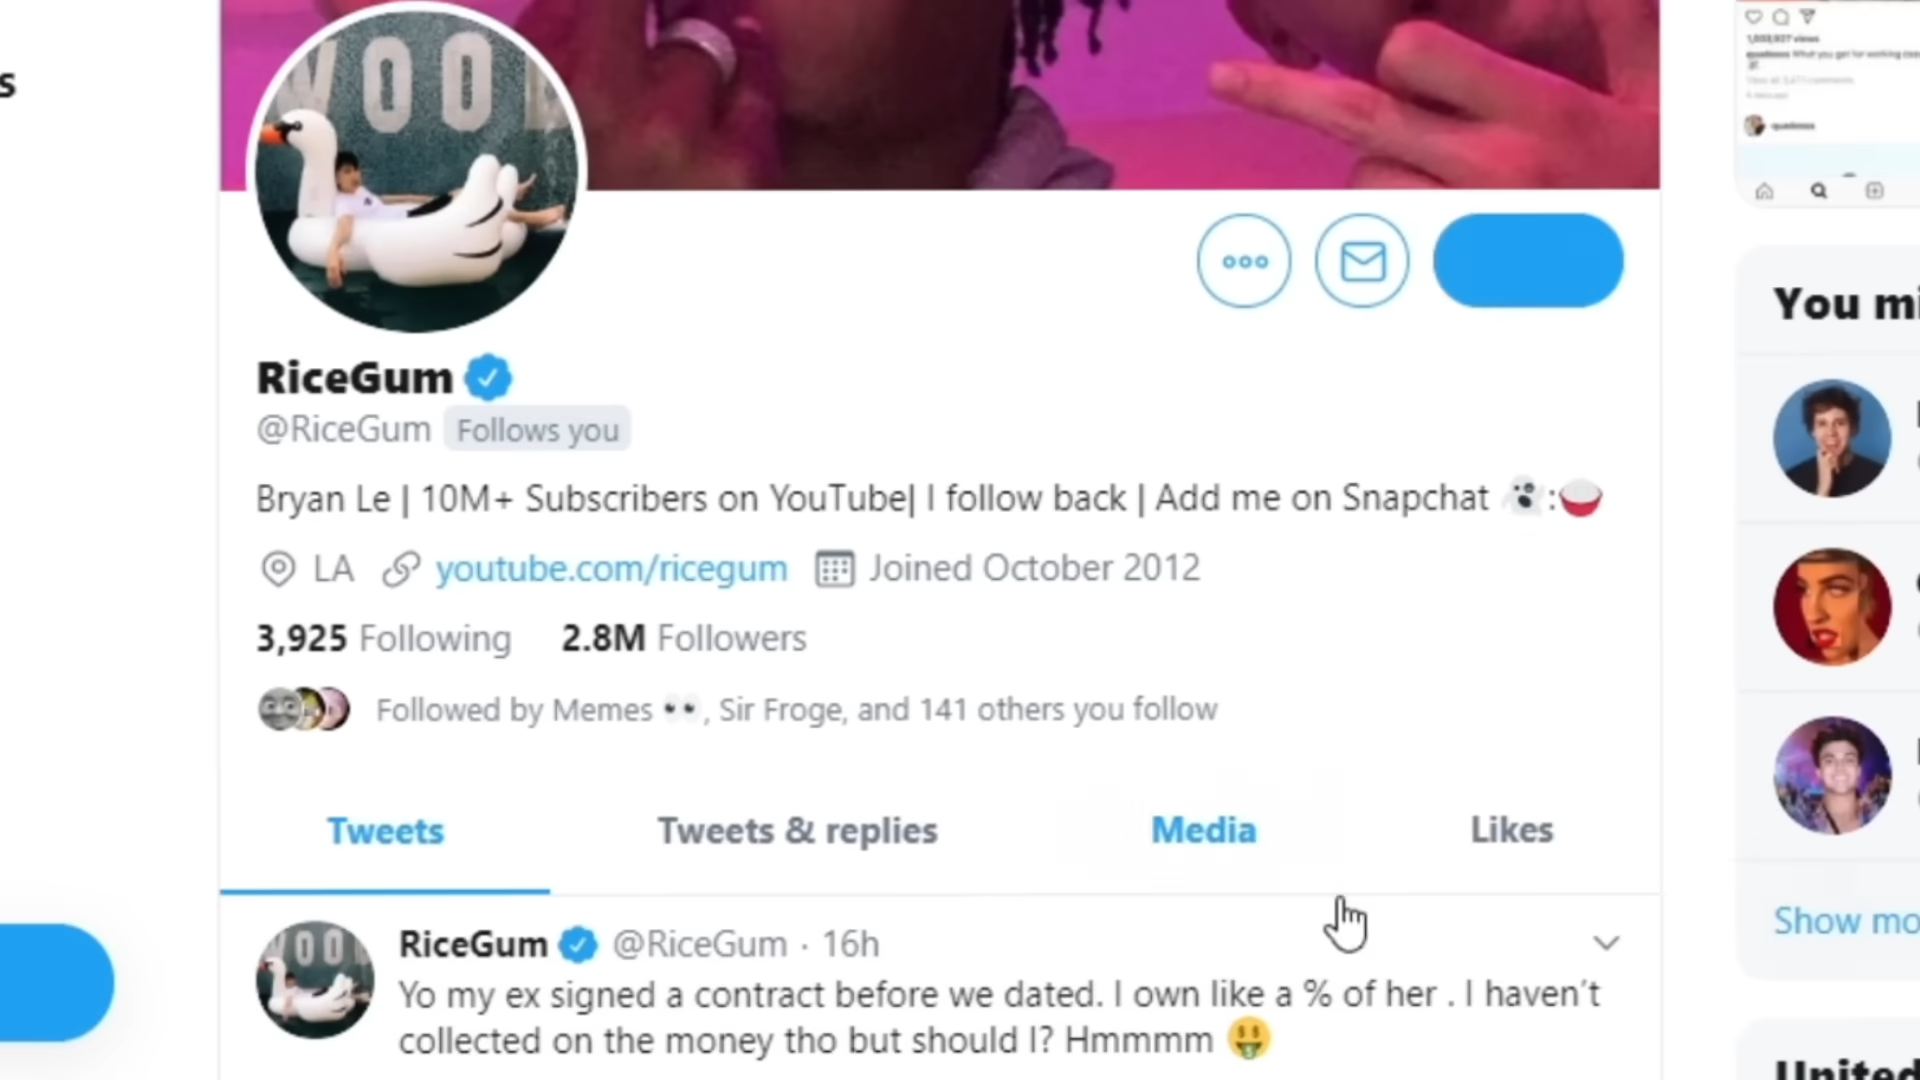 s
WOO
RiceGum
@RiceGum Follows you
Bryan Le | 10M+ Subscribers on YouTube| I follow back | Add me on Snapchat 👻:🍚
LA youtube.com/ricegum Joined October 2012
3,925 Following 2.8M Followers
Followed by Memes 👀, Sir Froge, and 141 others you follow
Tweets Tweets & replies Media Likes
RiceGum @RiceGum · 16h
Yo my ex signed a contract before we dated. I own like a % of her . I haven't
collected on the money tho but should I? Hmmmm 🤑
You mi
Show mo
United